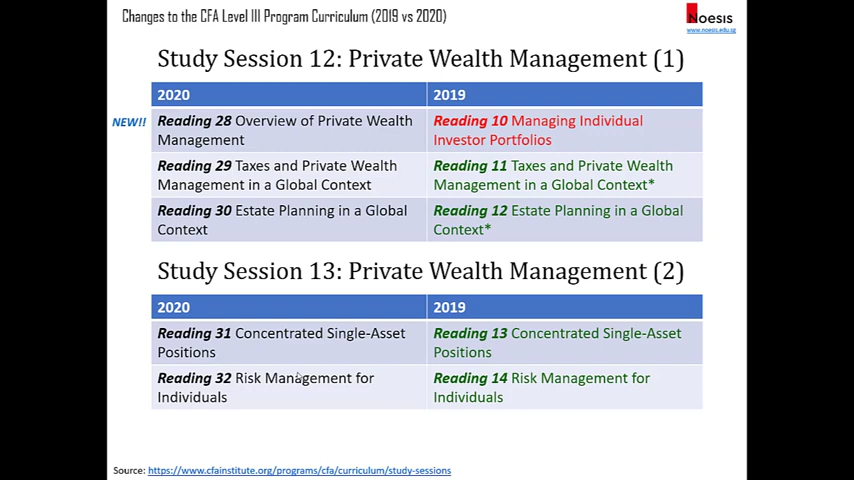 Changes to the CFA Level III Program Curriculum (2019 vs 2020)
Noesis
www.noesis.edu.sg
Study Session 12: Private Wealth Management (1)
2020 2019
NEW!! Reading 28 Overview of Private Wealth Reading 10 Managing Individual
Management Investor Portfolios
Reading 29 Taxes and Private Wealth Reading 11 Taxes and Private Wealth
Management in a Global Context Management in a Global Context*
Reading 30 Estate Planning in a Global Reading 12 Estate Planning in a Global
Context Context*
Study Session 13: Private Wealth Management (2)
2020 2019
Reading 31 Concentrated Single-Asset Reading 13 Concentrated Single-Asset
Positions Positions
Reading 32 Risk Management for Reading 14 Risk Management for
Individuals Individuals
Source: https://www.cfainstitute.org/programs/cfa/curriculum/study-sessions